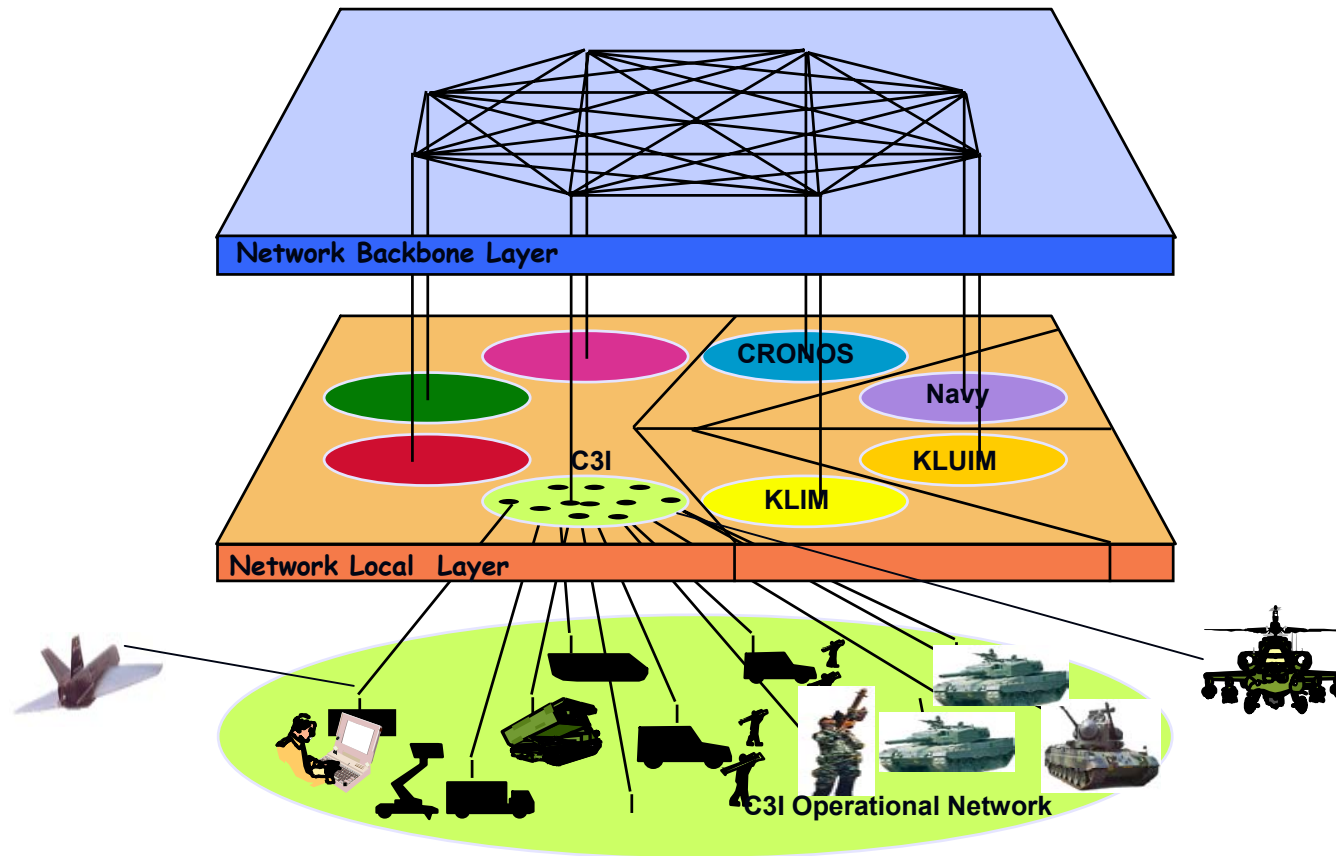 Network Backbone Layer
CRONOS
Navy
C3I
KLUIM
KLIM
Network Local Layer
C3I Operational Network